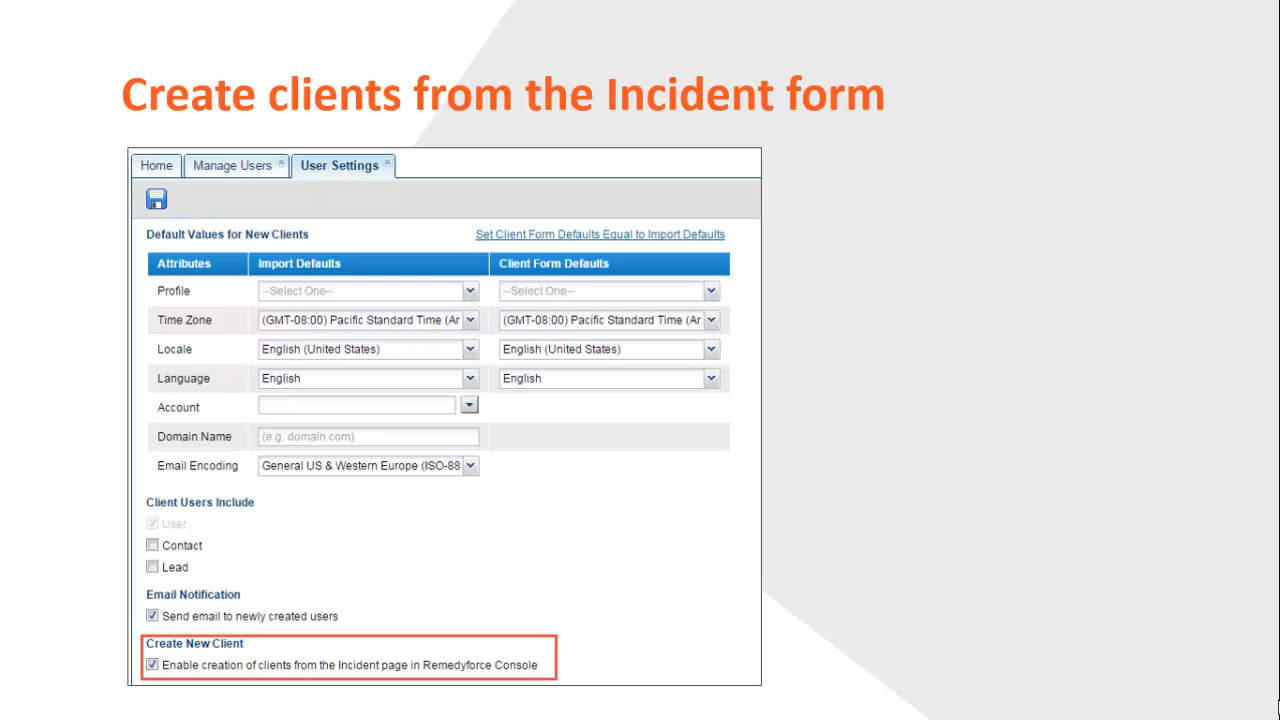 Create clients from the Incident form
Home Manage Users User Settings
Default Values for New Clients Set Client Form Defaults Equal to Import Defaults
Attributes Import Defaults Client Form Defaults
Profile --Select One-- --Select One--
Time Zone (GMT-08:00) Pacific Standard Time (Ar (GMT-08:00) Pacific Standard Time (Ar
Locale English (United States) English (United States)
Language English English
Account
Domain Name (e.g. domain.com)
Email Encoding General US & Western Europe (ISO-88
Client Users Include
User
Contact
Lead
Email Notification
Send email to newly created users
Create New Client
Enable creation of clients from the Incident page in Remedyforce Console